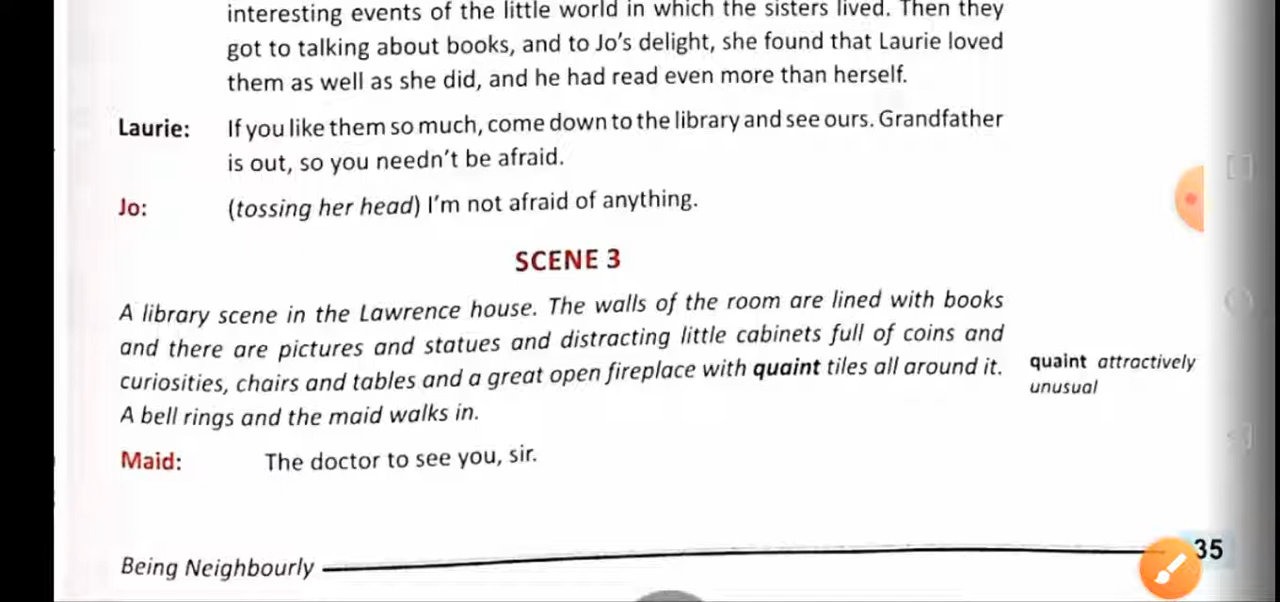 interesting events of the little world in which the sisters lived. Then they
got to talking about books, and to Jo's delight, she found that Laurie loved
them as well as she did, and he had read even more than herself.
Laurie: If you like them so much, come down to the library and see ours. Grandfather
is out, so you needn't be afraid.
Jo: (tossing her head) I'm not afraid of anything.
SCENE 3
A library scene in the Lawrence house. The walls of the room are lined with books
and there are pictures and statues and distracting little cabinets full of coins and
curiosities, chairs and tables and a great open fireplace with quaint tiles all around it.
A bell rings and the maid walks in.
quaint attractively
unusual
Maid: The doctor to see you, sir.
Being Neighbourly 35